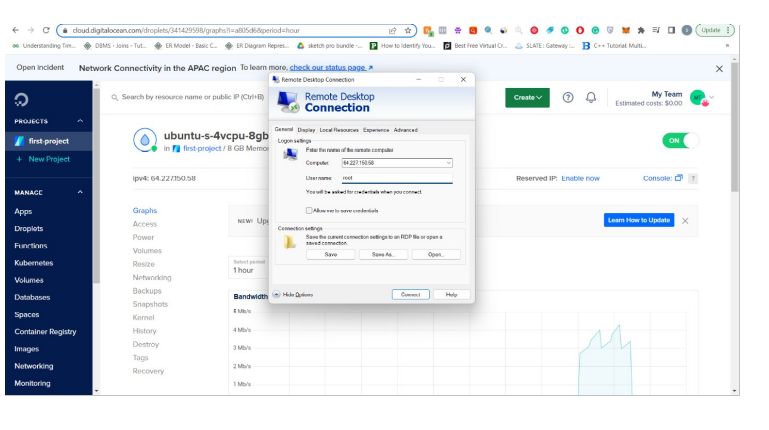 cloud.digitalocean.com/droplets/341429598/graphs?i=a805d6&period=hour
Update
Understanding Tim...
DBMS - Joins - Tut...
ER Model - Basic C...
ER Diagram Repres...
sketch pro bundle -...
How to Identify You...
Best Free Virtual Cr...
SLATE: Gateway :...
C++ Tutorial: Multi...
»
Open incident Network Connectivity in the APAC region To learn more, check our status page
Search by resource name or public IP (Ctrl+B)
Create
?
My Team
Estimated costs: $0.00
PROJECTS
first-project
+ New Project
MANAGE
Apps
Droplets
Functions
Kubernetes
Volumes
Databases
Spaces
Container Registry
Images
Networking
Monitoring
ubuntu-s-4vcpu-8gb
in first-project / 8 GB Memo
ON
ipv4: 64.227.150.58
Reserved IP: Enable now
Console:
?
Graphs
Access
Power
Volumes
Resize
Networking
Backups
Snapshots
Kernel
History
Destroy
Tags
Recovery
NEW! Up
Learn How to Update
Select period
1 hour
Bandwidth
5 Mb/s
4 Mb/s
3 Mb/s
2 Mb/s
1 Mb/s
Remote Desktop Connection
Remote Desktop
Connection
General Display Local Resources Experience Advanced
Logon settings
Enter the name of the remote computer.
Computer: 64.227.150.58
User name: root
You will be asked for credentials when you connect.
Allow me to save credentials
Connection settings
Save the current connection settings to an RDP file or open a
saved connection.
Save
Save As...
Open...
Hide Options
Connect
Help